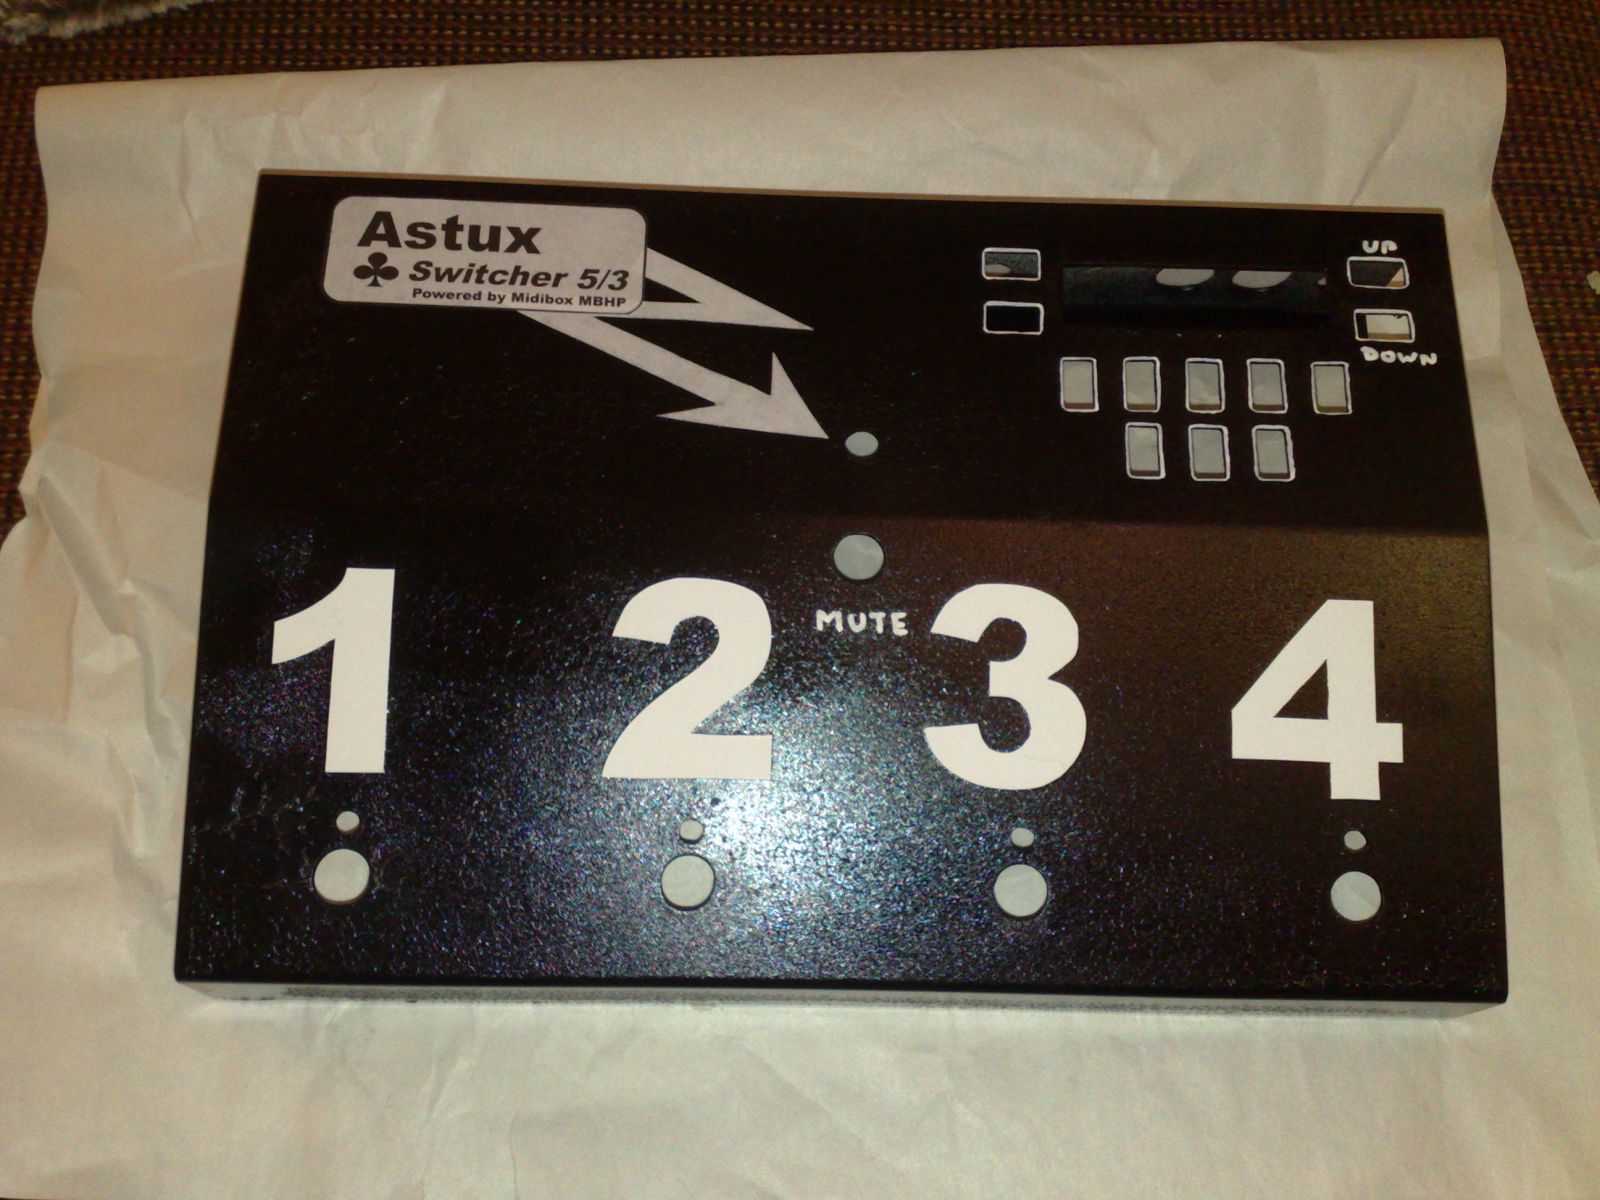 Astux
♣ Switcher 5/3
Powered by Midibox MBHP
UP
DOWN
MUTE
1 2 3 4